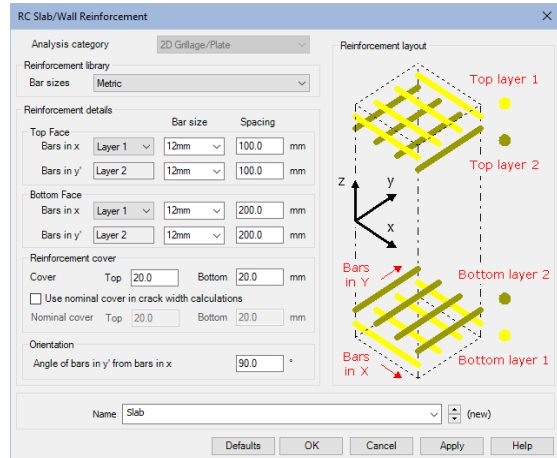 RC Slab/Wall Reinforcement
Analysis category 2D Grillage/Plate
Reinforcement library
Bar sizes Metric
Reinforcement details
Bar size Spacing
Top Face
Bars in x Layer 1 12mm 100.0 mm
Bars in y' Layer 2 12mm 100.0 mm
Bottom Face
Bars in x Layer 1 12mm 200.0 mm
Bars in y' Layer 2 12mm 200.0 mm
Reinforcement cover
Cover Top 20.0 Bottom 20.0 mm
Use nominal cover in crack width calculations
Nominal cover Top 20.0 Bottom 20.0 mm
Orientation
Angle of bars in y' from bars in x 90.0 °
Reinforcement layout
Top layer 1
Top layer 2
z y
x
Bars
in Y
Bottom layer 2
Bars
in X
Bottom layer 1
Name Slab (new)
Defaults OK Cancel Apply Help